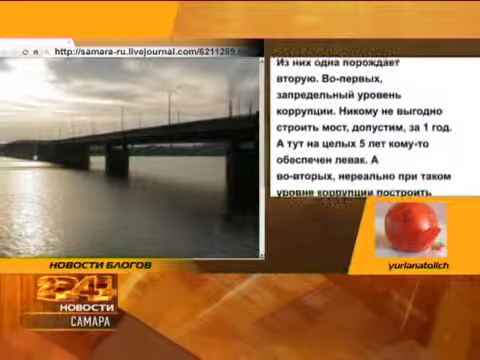 http://samara-ru.livejournal.com/6211269.
Из них одна порождает
вторую. Во-первых,
запредельный уровень
коррупции. Никому не выгодно
строить мост, допустим, за 1 год.
А тут на целых 5 лет кому-то
обеспечен левак. А
во-вторых, нереально при таком
уровне коррупции построить
НОВОСТИ БЛОГОВ
yurianatolich
НОВОСТИ
САМАРА